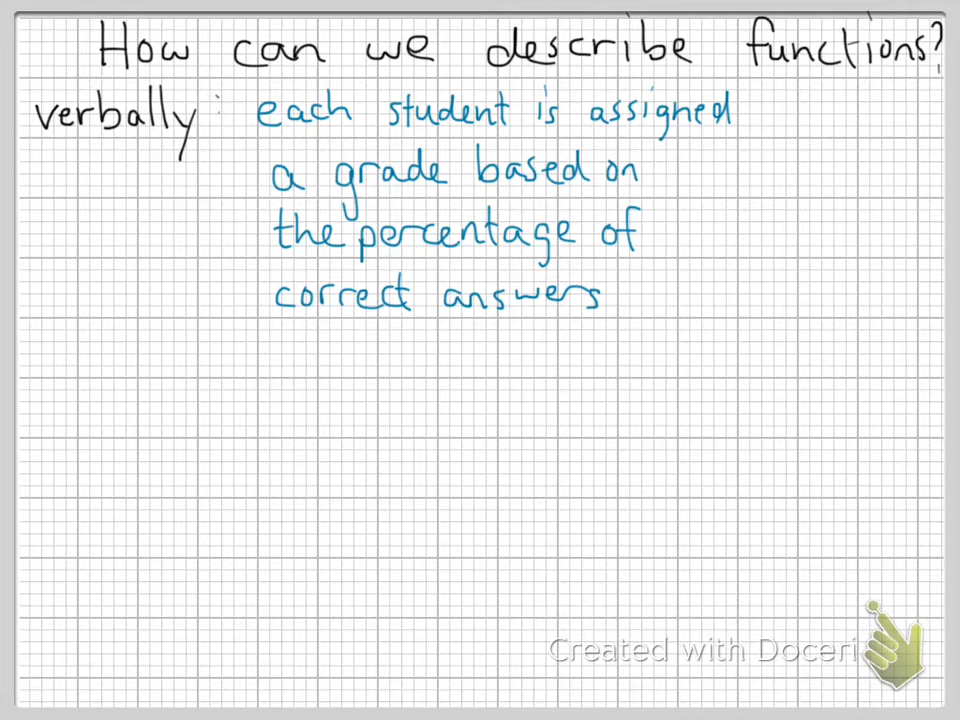 How can we describe functions?
verbally: each student is assigned
a grade based on
the percentage of
correct answers
Created with Doceri